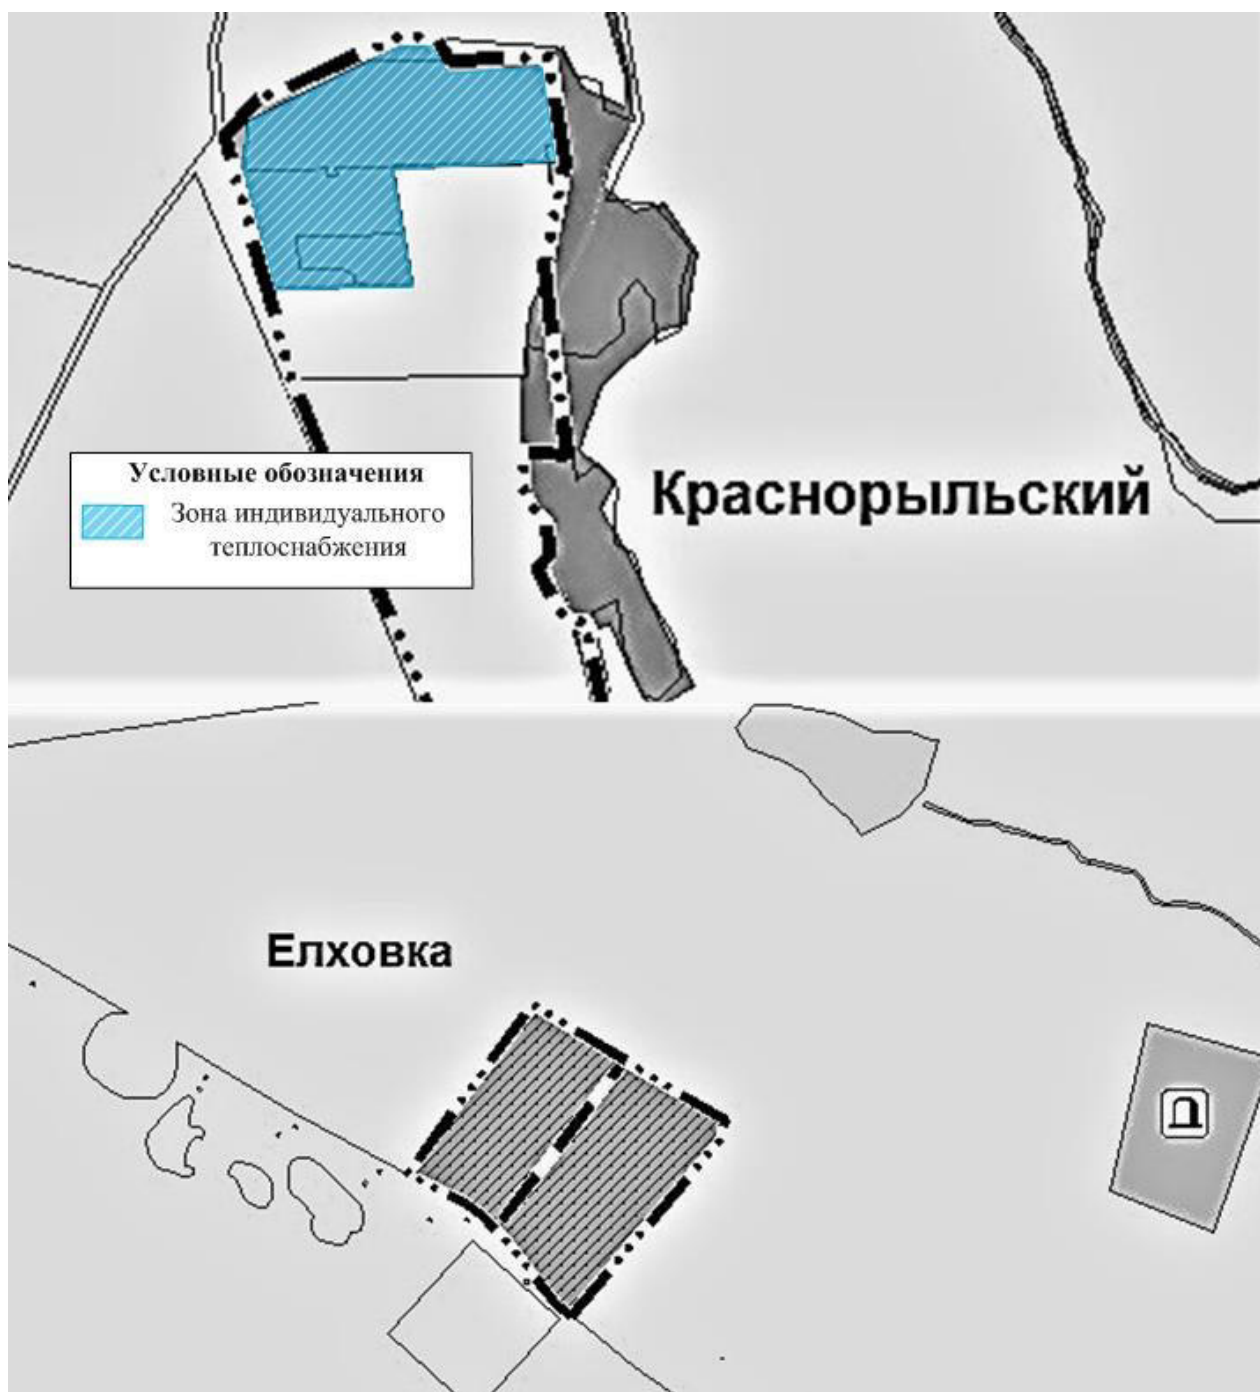 Условные обозначения
Зона индивидуального
теплоснабжения
Краснорыльский
Елховка